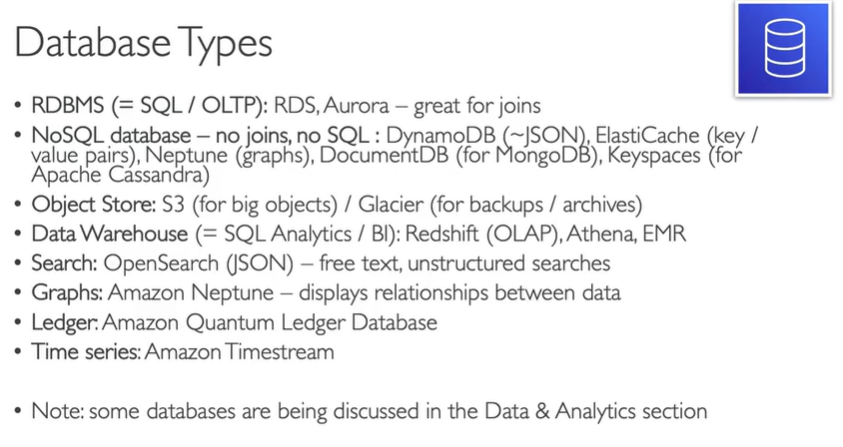 Database Types
• RDBMS (= SQL / OLTP): RDS, Aurora – great for joins
• NoSQL database – no joins, no SQL : DynamoDB (~JSON), ElastiCache (key /
value pairs), Neptune (graphs), DocumentDB (for MongoDB), Keyspaces (for
Apache Cassandra)
• Object Store: S3 (for big objects) / Glacier (for backups / archives)
• Data Warehouse (= SQL Analytics / BI): Redshift (OLAP), Athena, EMR
• Search: OpenSearch (JSON) – free text, unstructured searches
• Graphs: Amazon Neptune – displays relationships between data
• Ledger: Amazon Quantum Ledger Database
• Time series: Amazon Timestream
• Note: some databases are being discussed in the Data & Analytics section